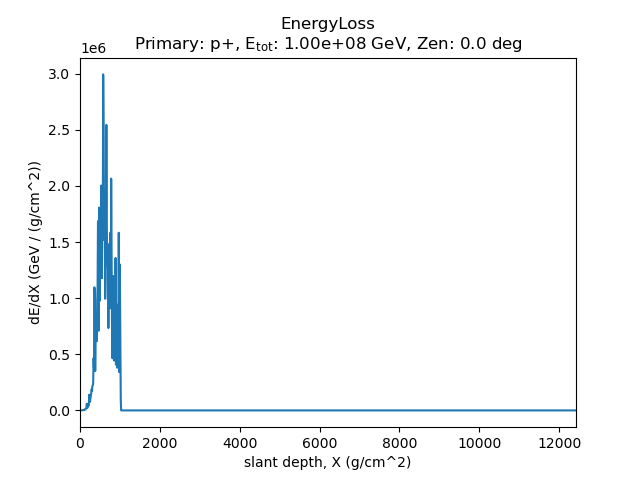 EnergyLoss
Primary: p+, Etot: 1.00e+08 GeV, Zen: 0.0 deg
1e6
3.0
2.5
2.0
1.5
1.0
0.5
0.0
dE/dX (GeV / (g/cm^2))
0 2000 4000 6000 8000 10000 12000
slant depth, X (g/cm^2)